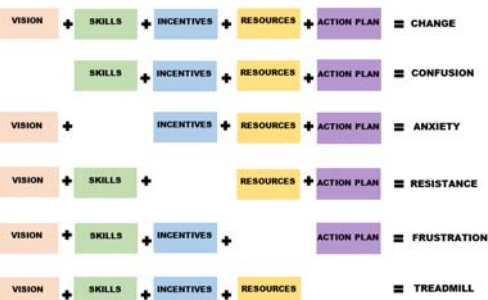 VISION + SKILLS + INCENTIVES + RESOURCES + ACTION PLAN = CHANGE
SKILLS + INCENTIVES + RESOURCES + ACTION PLAN = CONFUSION
VISION + INCENTIVES + RESOURCES + ACTION PLAN = ANXIETY
VISION + SKILLS + RESOURCES + ACTION PLAN = RESISTANCE
VISION + SKILLS + INCENTIVES + ACTION PLAN = FRUSTRATION
VISION + SKILLS + INCENTIVES + RESOURCES = TREADMILL